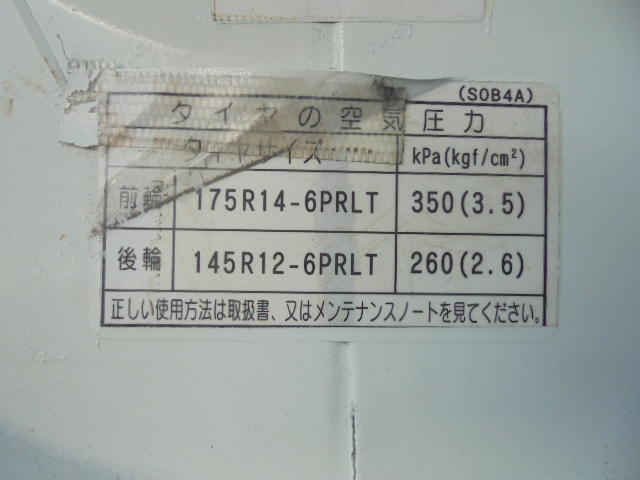 (S0B4A)
タイヤの空気圧力
タイヤサイズ kPa(kgf/cm²)
前輪 175R14-6PRLT 350(3.5)
後輪 145R12-6PRLT 260(2.6)
正しい使用方法は取扱書、又はメンテナンスノートを見てください。